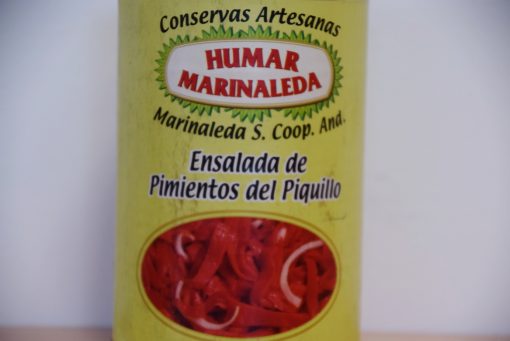 Conservas Artesanas
HUMAR
MARINALEDA
Marinaleda S. Coop. And.
Ensalada de
Pimientos del Piquillo